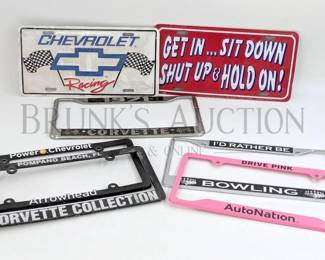 CHEVROLET
Racing
GET IN...SIT DOWN
SHUT UP & HOLD ON!
CORVETTE
BRUNK'S AUCTION
& ONLINE
Power Chevrolet
POMPANO BEACH, FL
Arrowhead
CORVETTE COLLECTION
I'D RATHER BE
DRIVE PINK
BOWLING
AutoNation